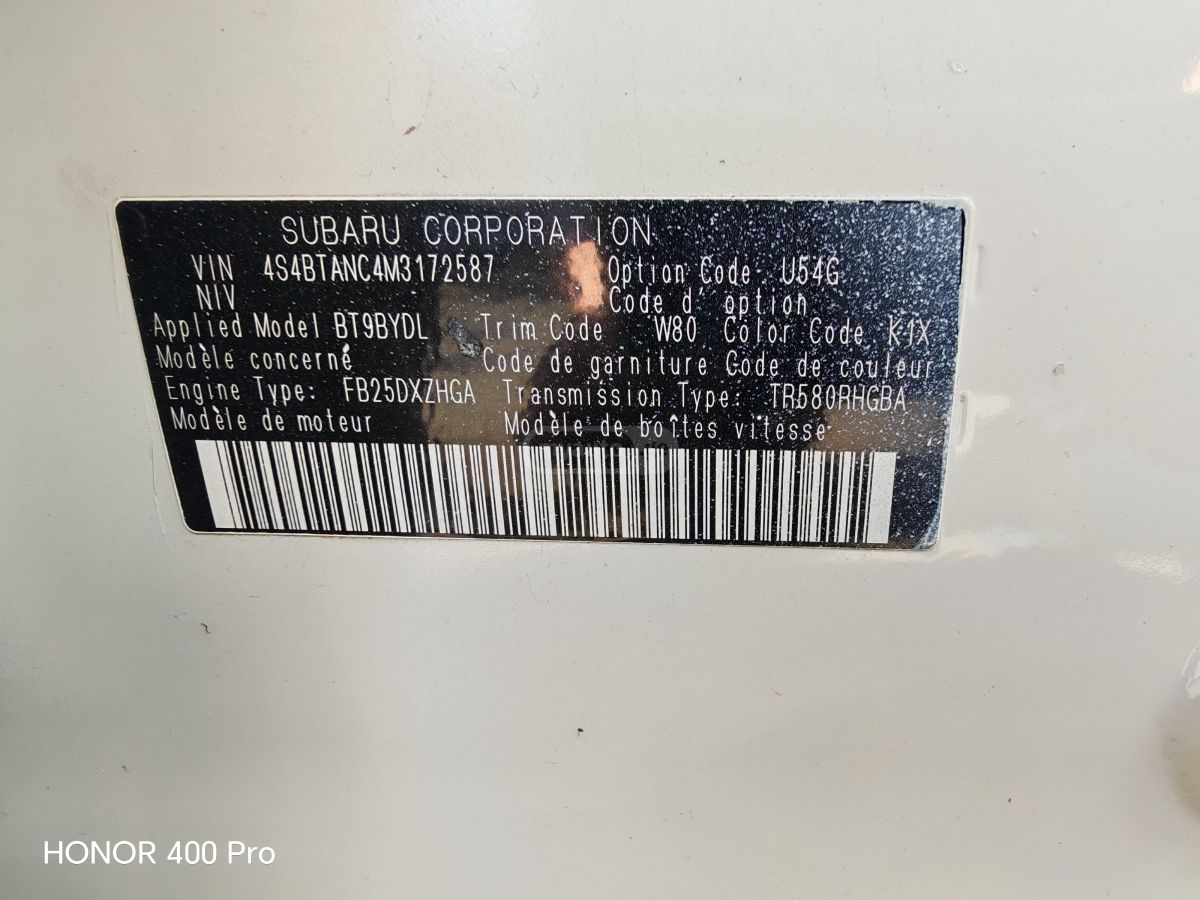 SUBARU CORPORATION
VIN 4S4BTANC4M3172587 Option Code: U54G
NIV Code d' option
Applied Model BT9BYDL Trim Code W80 Color Code K1X
Modèle concerné Code de garniture Code de couleur
Engine Type: FB25DXZHGA Transmission Type: TR580RHGBA
Modèle de moteur Modèle de boîtes vitesse
HONOR 400 Pro